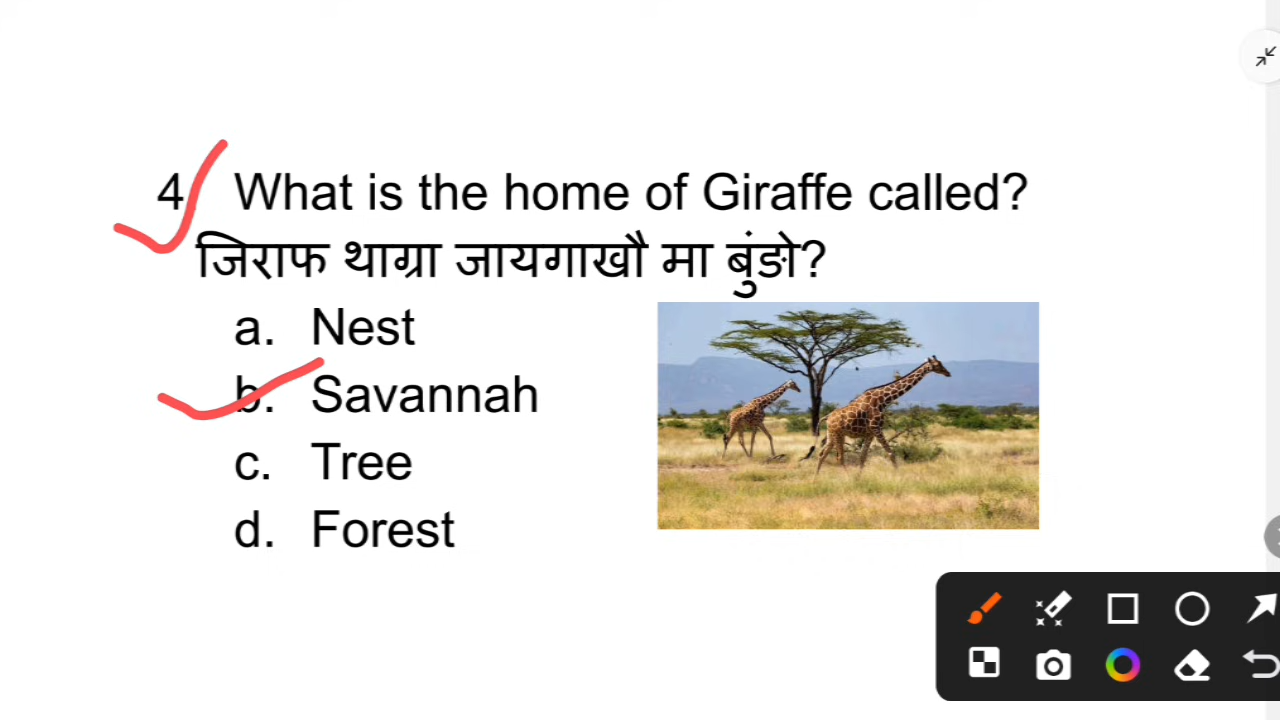 4 What is the home of Giraffe called?
जिराफ थाग्रा जायगाखौ मा बुंङो?
a. Nest
b. Savannah
c. Tree
d. Forest